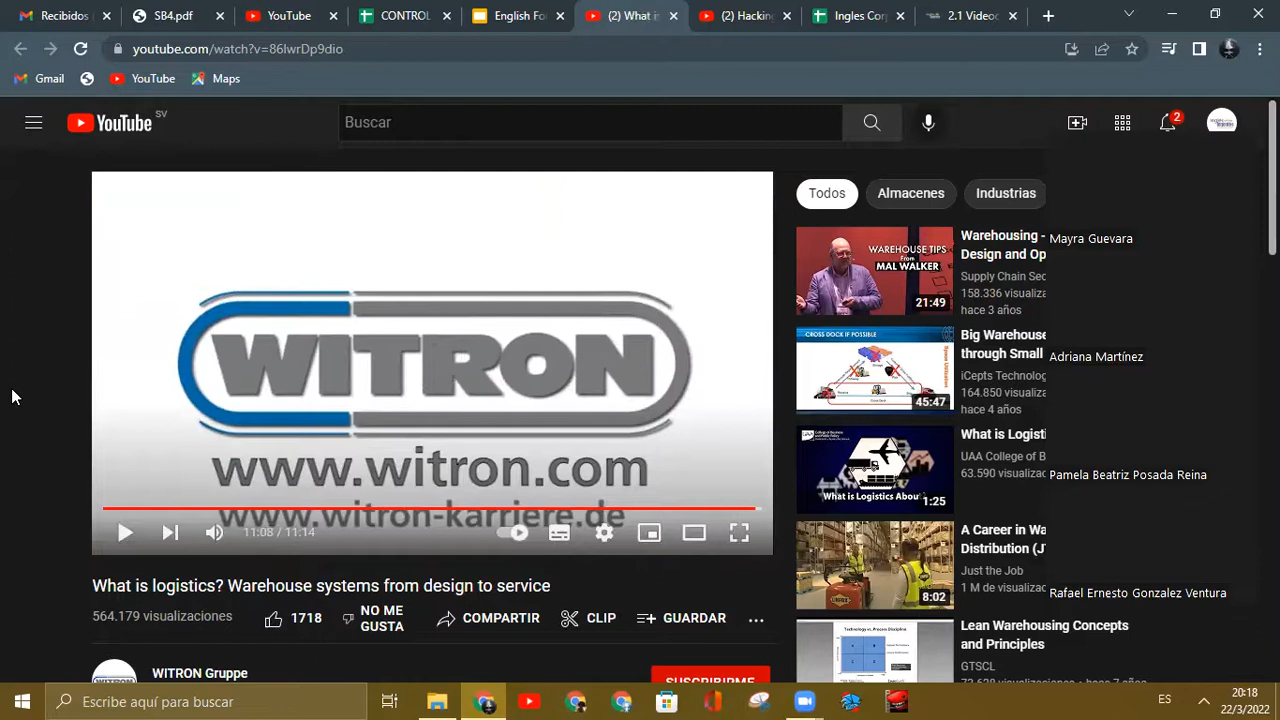 Recibidos
SB4.pdf
YouTube
CONTROL
English Fo
(2) What is
(2) Hacking
Ingles Cor
2.1 Videoc
youtube.com/watch?v=86lwrDp9dio
Gmail
YouTube
Maps
YouTube
SV
Buscar
2
WITRON
www.witron.com
www.witron-karriere.de
11:08 / 11:14
What is logistics? Warehouse systems from design to service
564.179 visualizaciones
1718
NO ME
GUSTA
COMPARTIR
CLIP
GUARDAR
WITRON Gruppe
SUSCRIBIRME
Todos
Almacenes
Industrias
WAREHOUSE TIPS
From
MAL WALKER
21:49
Warehousing -
Design and Op
Supply Chain Sec
158.336 visualiza
hace 3 años
Mayra Guevara
CROSS DOCK IF POSSIBLE
45:47
Big Warehouse
through Small
iCepts Technolog
164.850 visualiza
hace 4 años
Adriana Martínez
What is Logistics About
1:25
What is Logisti
UAA College of B
63.590 visualizac
Pamela Beatriz Posada Reina
8:02
A Career in Wa
Distribution (JT
Just the Job
1 M de visualiza
Rafael Ernesto Gonzalez Ventura
Technology vs. Process Discipline
Lean Warehousing Concepts
and Principles
GTSCL
Escribe aquí para buscar
ES
20:18
22/3/2022